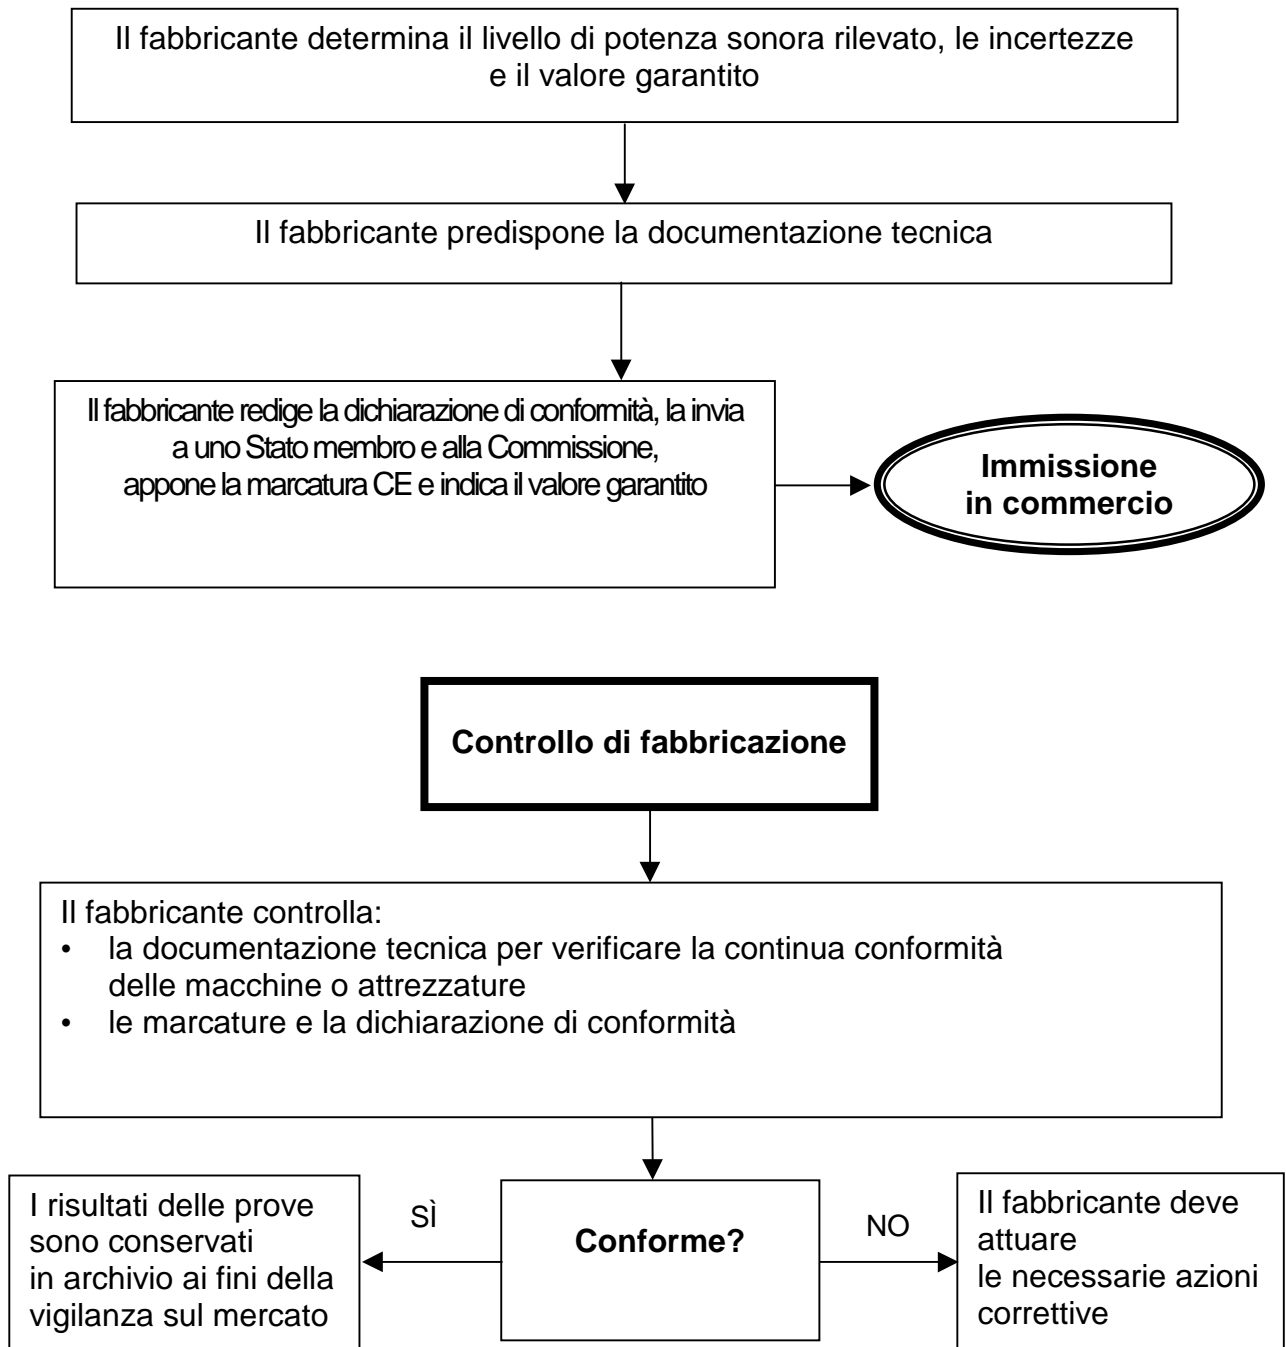 Il fabbricante determina il livello di potenza sonora rilevato, le incertezze
e il valore garantito
Il fabbricante predispone la documentazione tecnica
Il fabbricante redige la dichiarazione di conformità, la invia
a uno Stato membro e alla Commissione,
appone la marcatura CE e indica il valore garantito
Immissione
in commercio
Controllo di fabbricazione
Il fabbricante controlla:
• la documentazione tecnica per verificare la continua conformità
delle macchine o attrezzature
• le marcature e la dichiarazione di conformità
I risultati delle prove
sono conservati
in archivio ai fini della
vigilanza sul mercato
SÌ
Conforme?
NO
Il fabbricante deve
attuare
le necessarie azioni
correttive